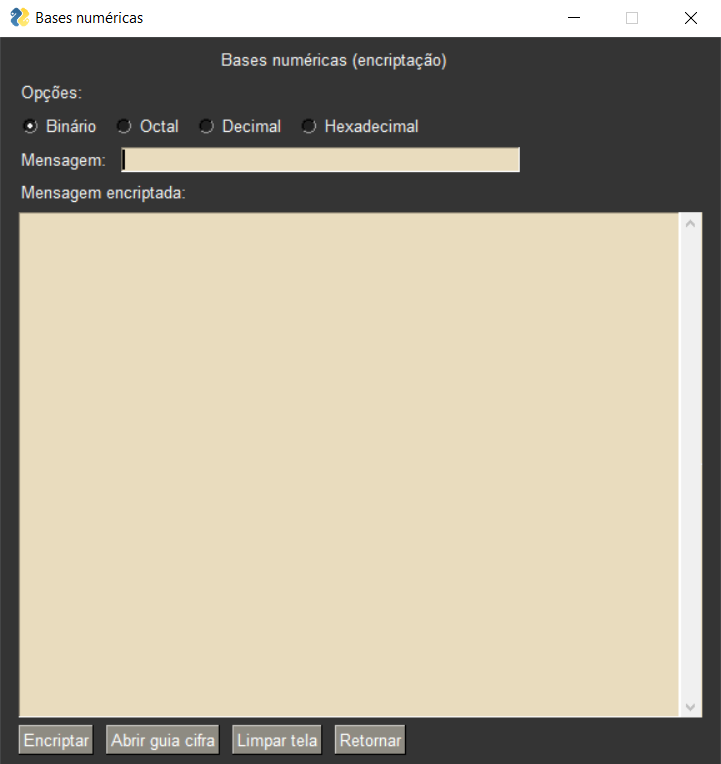 Bases numéricas
Bases numéricas (encriptação)
Opções:
Binário Octal Decimal Hexadecimal
Mensagem:
Mensagem encriptada:
Encriptar Abrir guia cifra Limpar tela Retornar